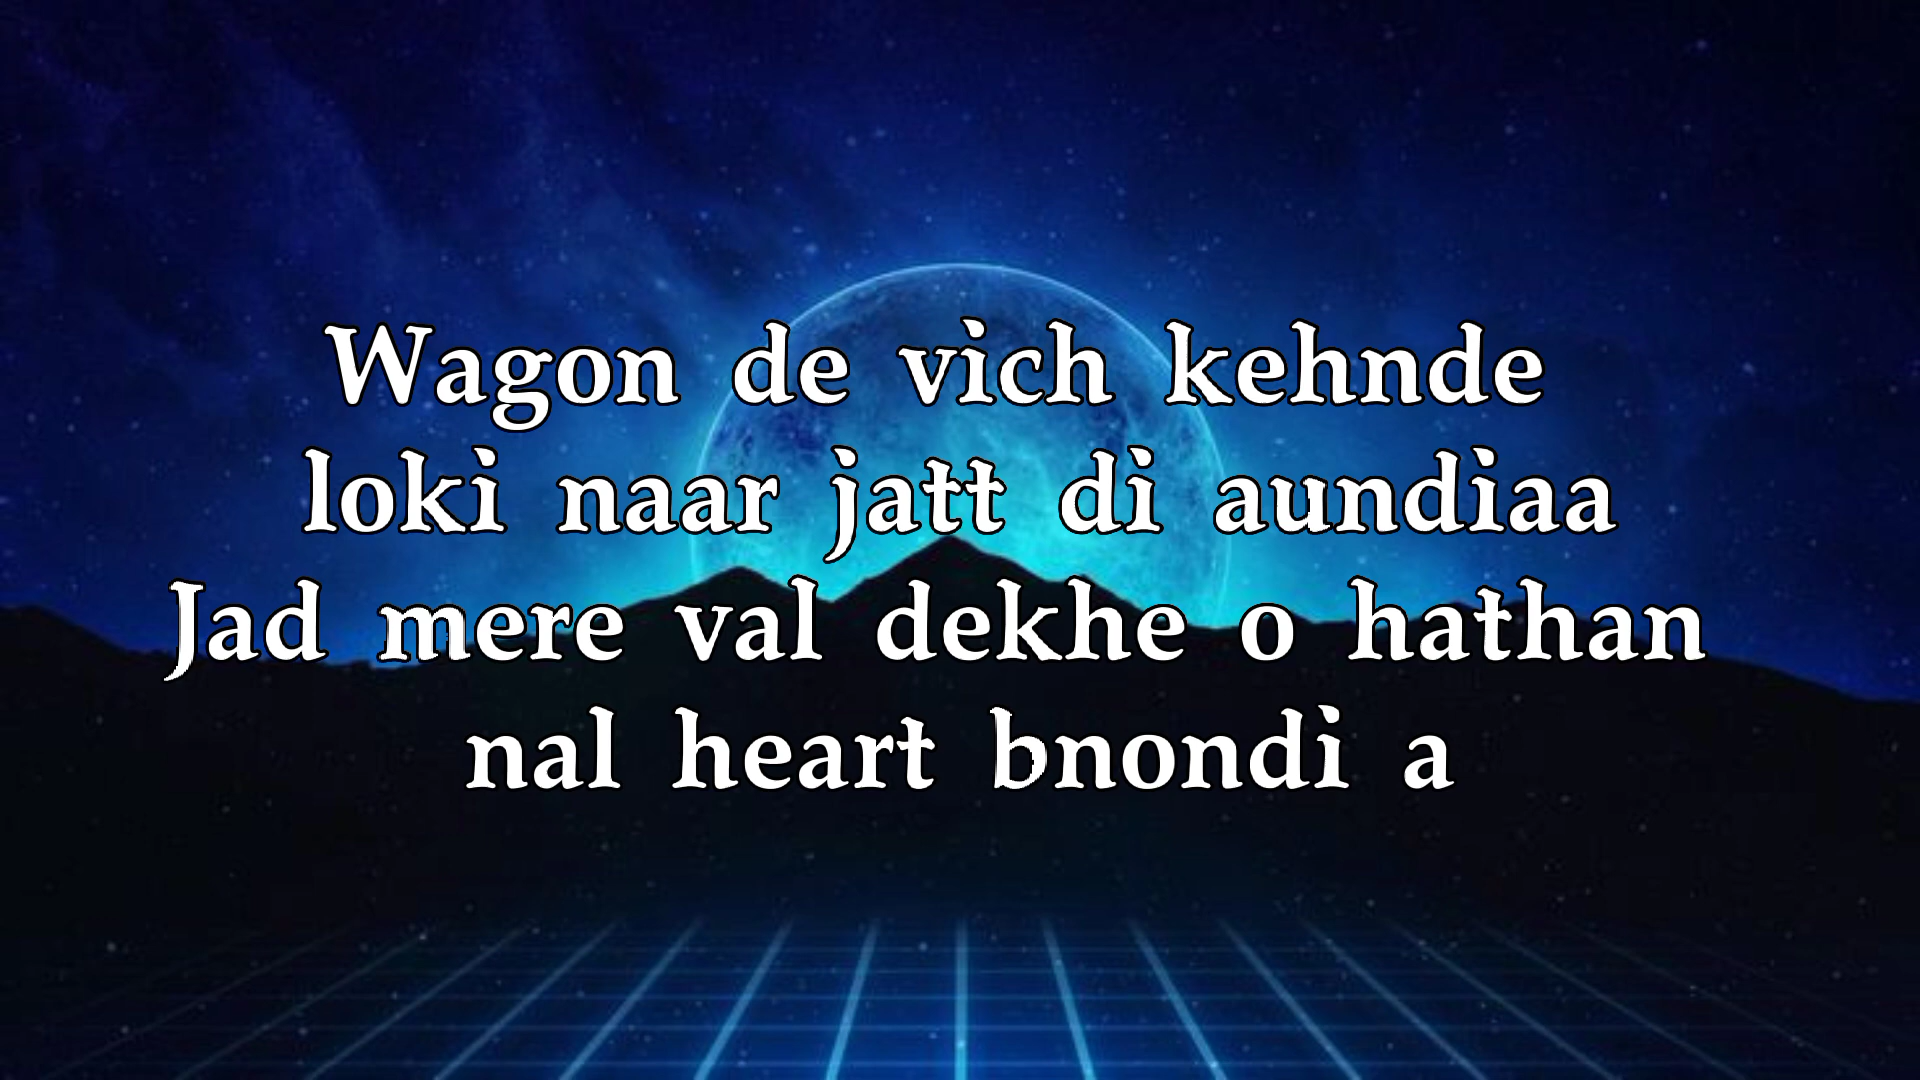 Wagon de vich kehnde
loki naar jatt di aundiaa
Jad mere val dekhe o hathan
nal heart bnondi a